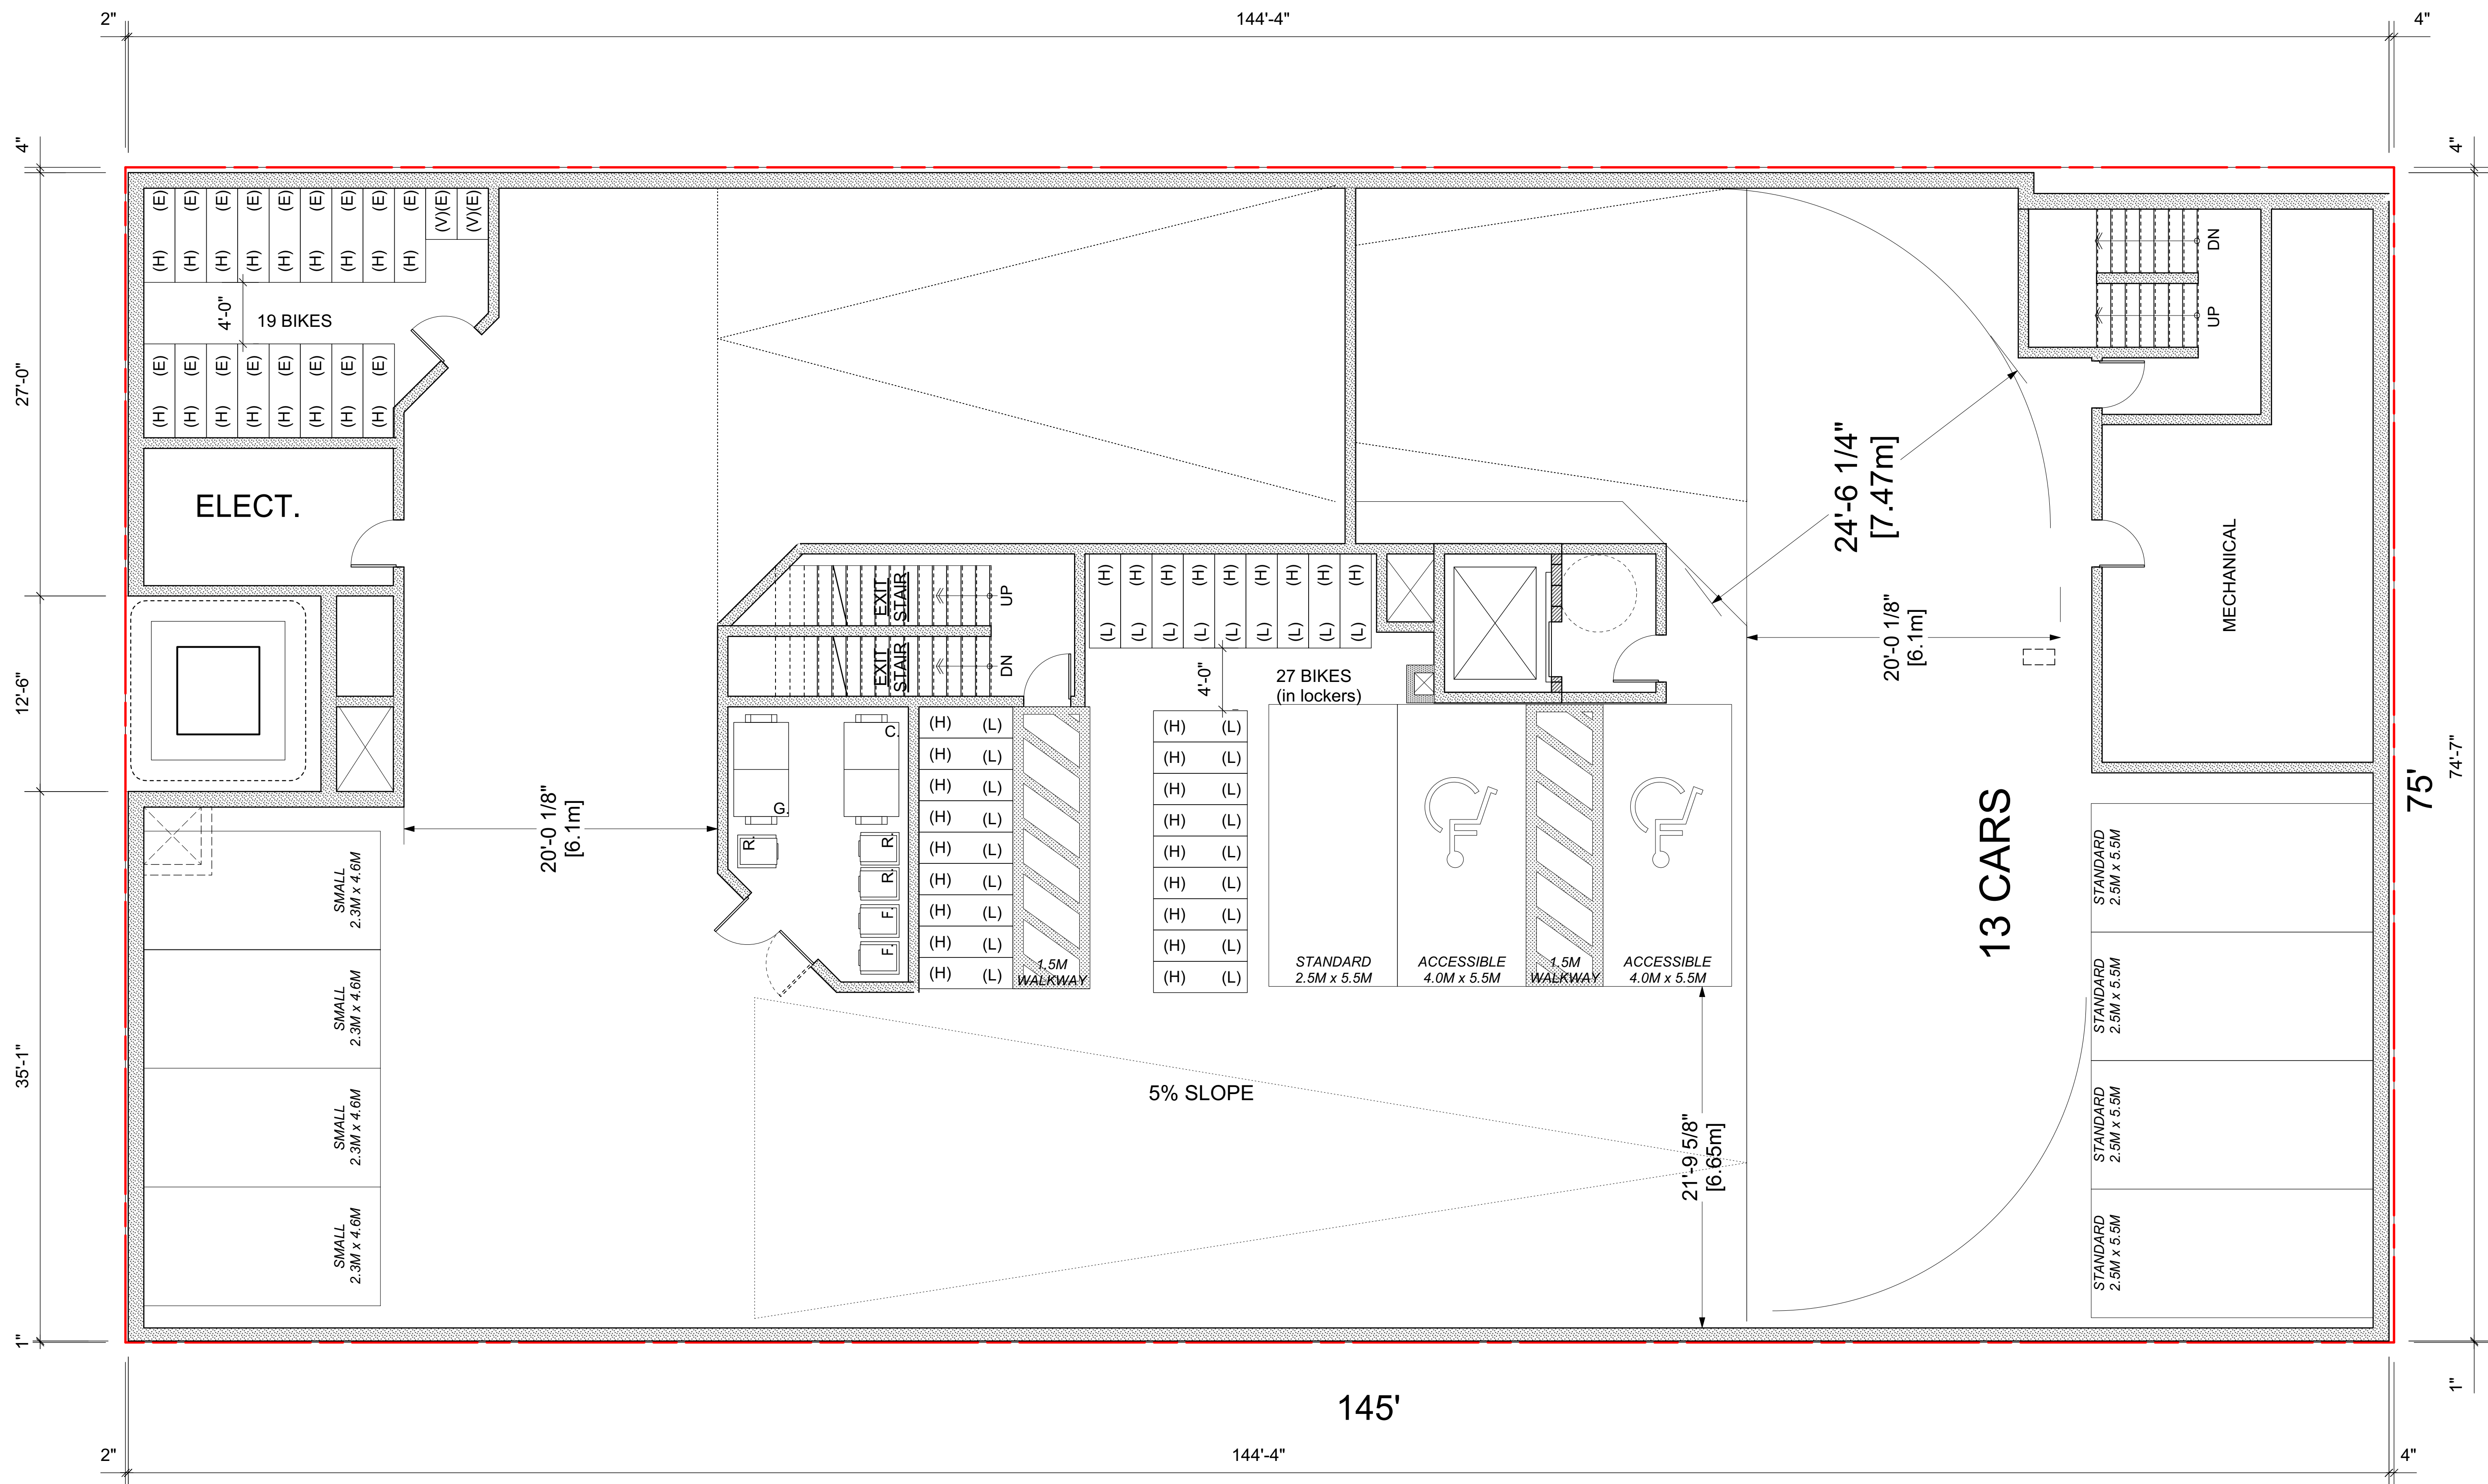 2"
144'-4"
4"
4"
4"
(E) (E) (E) (E) (E) (E) (E) (E) (E) (V)(E) (V)(E)
(H) (H) (H) (H) (H) (H) (H) (H) (H)
4'-0"
19 BIKES
(E) (E) (E) (E) (E) (E) (E) (E)
(H) (H) (H) (H) (H) (H) (H) (H)
27'-0"
ELECT.
DN
UP
24'-6 1/4"
[7.47m]
MECHANICAL
EXIT
STAIR
UP
EXIT
STAIR
DN
(H) (H) (H) (H) (H) (H) (H) (H) (H)
(L) (L) (L) (L) (L) (L) (L) (L) (L)
4'-0"
27 BIKES
(in lockers)
20'-0 1/8"
[6.1m]
12'-6"
20'-0 1/8"
[6.1m]
C.
G.
R.
R.
R.
F.
F.
(H) (L)
(H) (L)
(H) (L)
(H) (L)
(H) (L)
(H) (L)
(H) (L)
(H) (L)
(H) (L)
1.5M
WALKWAY
(H) (L)
(H) (L)
(H) (L)
(H) (L)
(H) (L)
(H) (L)
(H) (L)
(H) (L)
(H) (L)
STANDARD
2.5M x 5.5M
ACCESSIBLE
4.0M x 5.5M
1.5M
WALKWAY
ACCESSIBLE
4.0M x 5.5M
13 CARS
75'
74'-7"
SMALL
2.3M x 4.6M
SMALL
2.3M x 4.6M
SMALL
2.3M x 4.6M
SMALL
2.3M x 4.6M
STANDARD
2.5M x 5.5M
STANDARD
2.5M x 5.5M
STANDARD
2.5M x 5.5M
STANDARD
2.5M x 5.5M
35'-1"
5% SLOPE
21'-9 5/8"
[6.65m]
1"
1"
145'
2"
144'-4"
4"